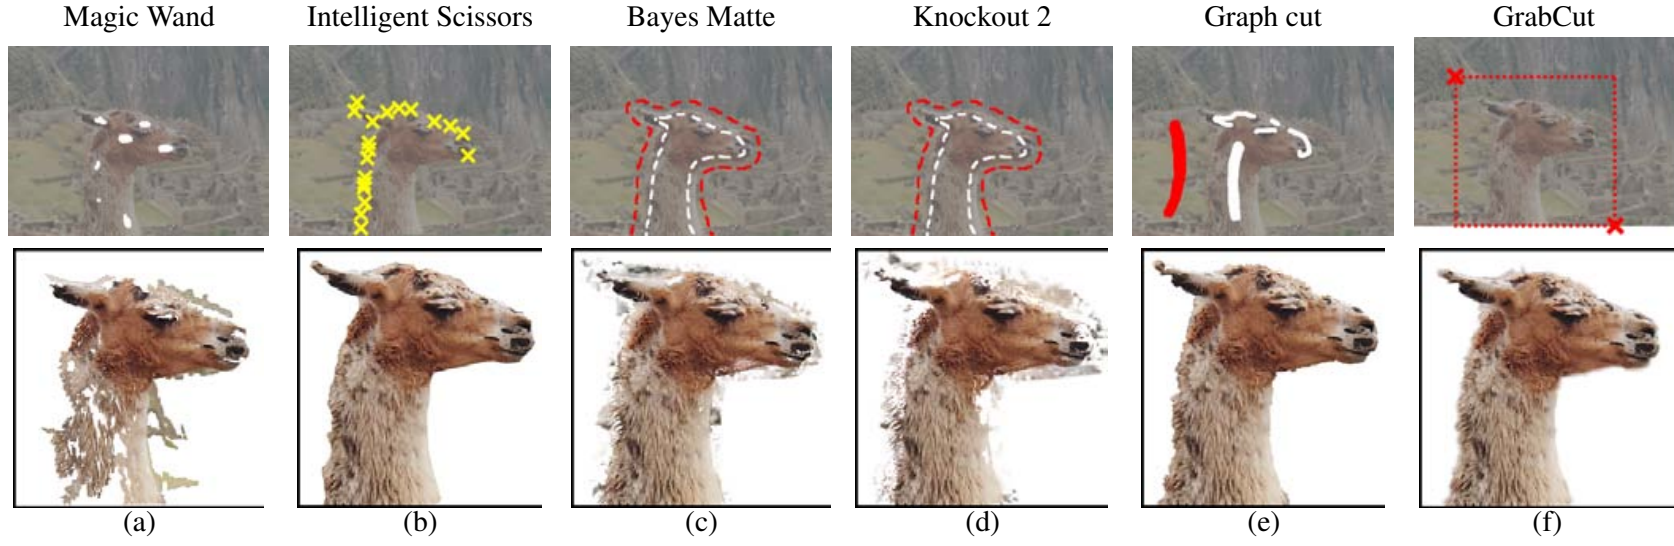 Magic Wand Intelligent Scissors Bayes Matte Knockout 2 Graph cut GrabCut
(a) (b) (c) (d) (e) (f)